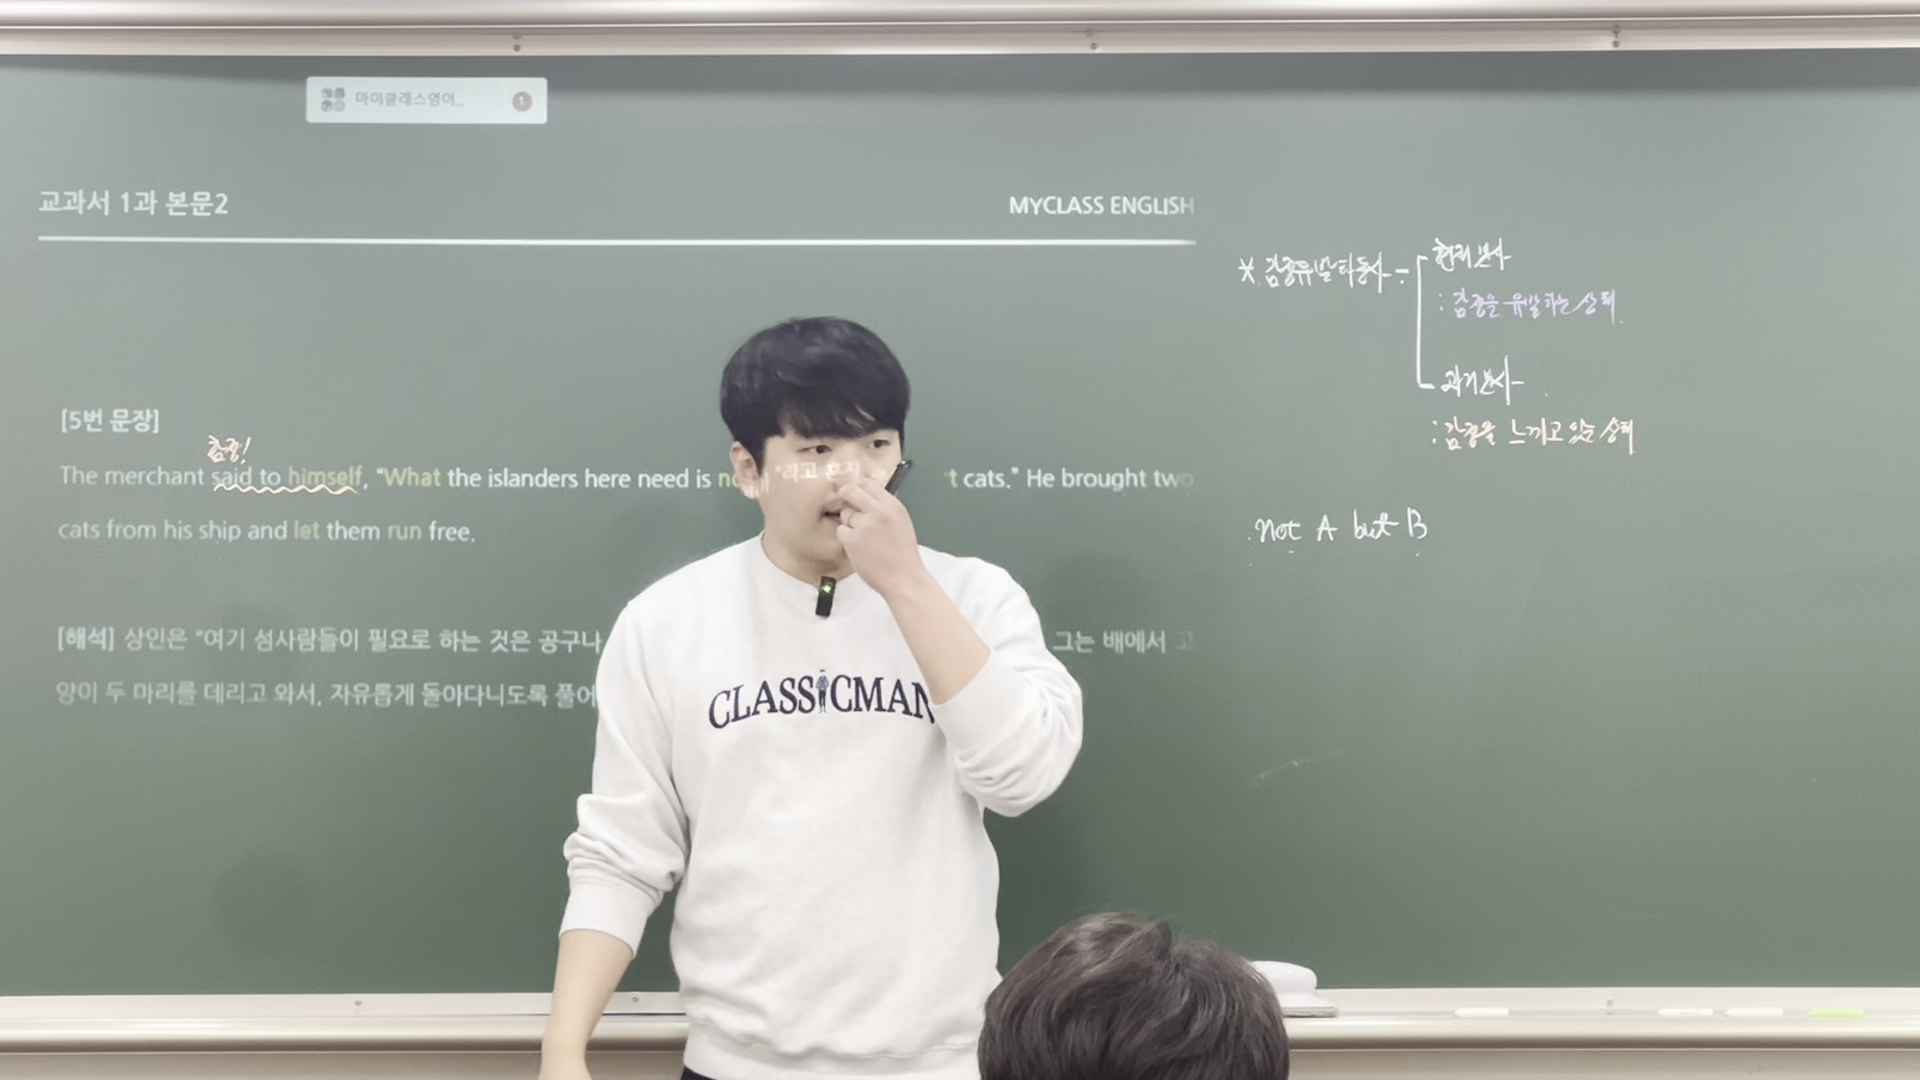 마이클래스영어...
1
교과서 1과 본문2
MYCLASS ENGLISH
[5번 문장]
The merchant said to himself, “What the islanders here need is
cats.” He brought two
cats from his ship and let them run free.
[해석] 상인은 “여기 섬사람들이 필요로 하는 것은 공구나
그는 배에서 고
양이 두 마리를 데리고 와서, 자유롭게 돌아다니도록 풀어
CLASSICMAN
* 감정유발타동사
현재분사
: 감정을 유발하는 상태.
과거분사
: 감정을 느끼고 있는 상태
not A but B